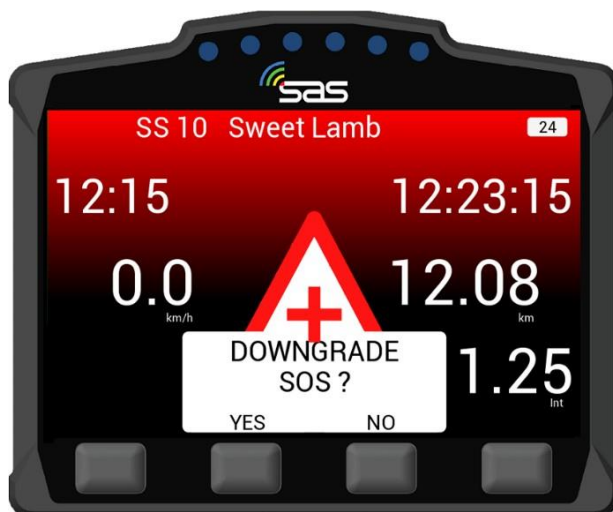 sas
SS 10 Sweet Lamb
24
12:15
12:23:15
0.0
km/h
12.08
km
DOWNGRADE
SOS ?
YES NO
1.25
Int